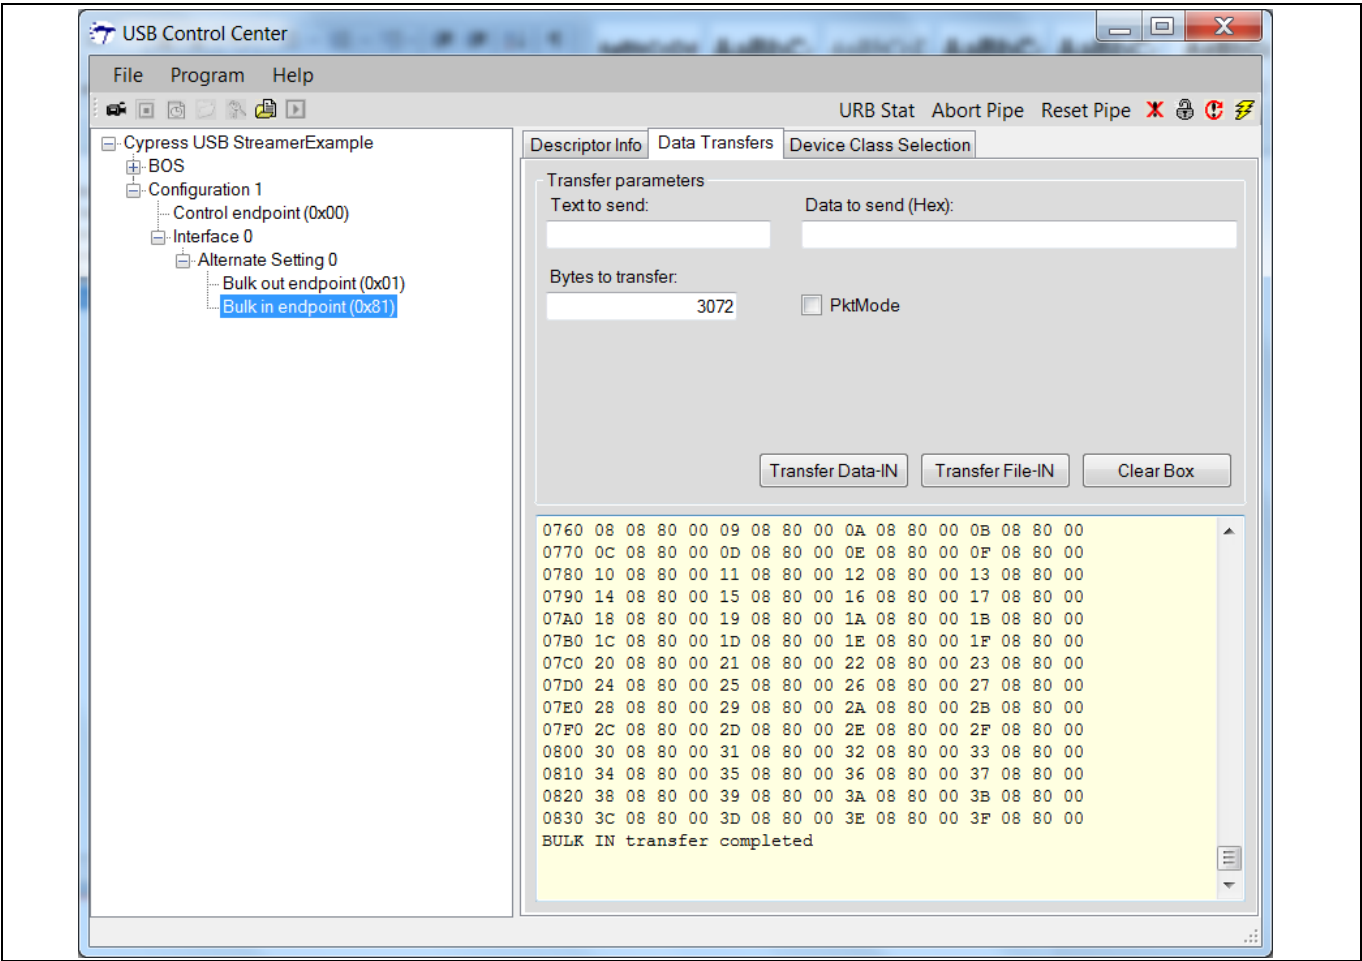 USB Control Center
File Program Help
URB Stat Abort Pipe Reset Pipe
Cypress USB StreamerExample
BOS
Configuration 1
Control endpoint (0x00)
Interface 0
Alternate Setting 0
Bulk out endpoint (0x01)
Bulk in endpoint (0x81)
Descriptor Info Data Transfers Device Class Selection
Transfer parameters
Text to send: Data to send (Hex):
Bytes to transfer:
3072 PktMode
Transfer Data-IN Transfer File-IN Clear Box
0760 08 08 80 00 09 08 80 00 0A 08 80 00 0B 08 80 00
0770 0C 08 80 00 0D 08 80 00 0E 08 80 00 0F 08 80 00
0780 10 08 80 00 11 08 80 00 12 08 80 00 13 08 80 00
0790 14 08 80 00 15 08 80 00 16 08 80 00 17 08 80 00
07A0 18 08 80 00 19 08 80 00 1A 08 80 00 1B 08 80 00
07B0 1C 08 80 00 1D 08 80 00 1E 08 80 00 1F 08 80 00
07C0 20 08 80 00 21 08 80 00 22 08 80 00 23 08 80 00
07D0 24 08 80 00 25 08 80 00 26 08 80 00 27 08 80 00
07E0 28 08 80 00 29 08 80 00 2A 08 80 00 2B 08 80 00
07F0 2C 08 80 00 2D 08 80 00 2E 08 80 00 2F 08 80 00
0800 30 08 80 00 31 08 80 00 32 08 80 00 33 08 80 00
0810 34 08 80 00 35 08 80 00 36 08 80 00 37 08 80 00
0820 38 08 80 00 39 08 80 00 3A 08 80 00 3B 08 80 00
0830 3C 08 80 00 3D 08 80 00 3E 08 80 00 3F 08 80 00
BULK IN transfer completed